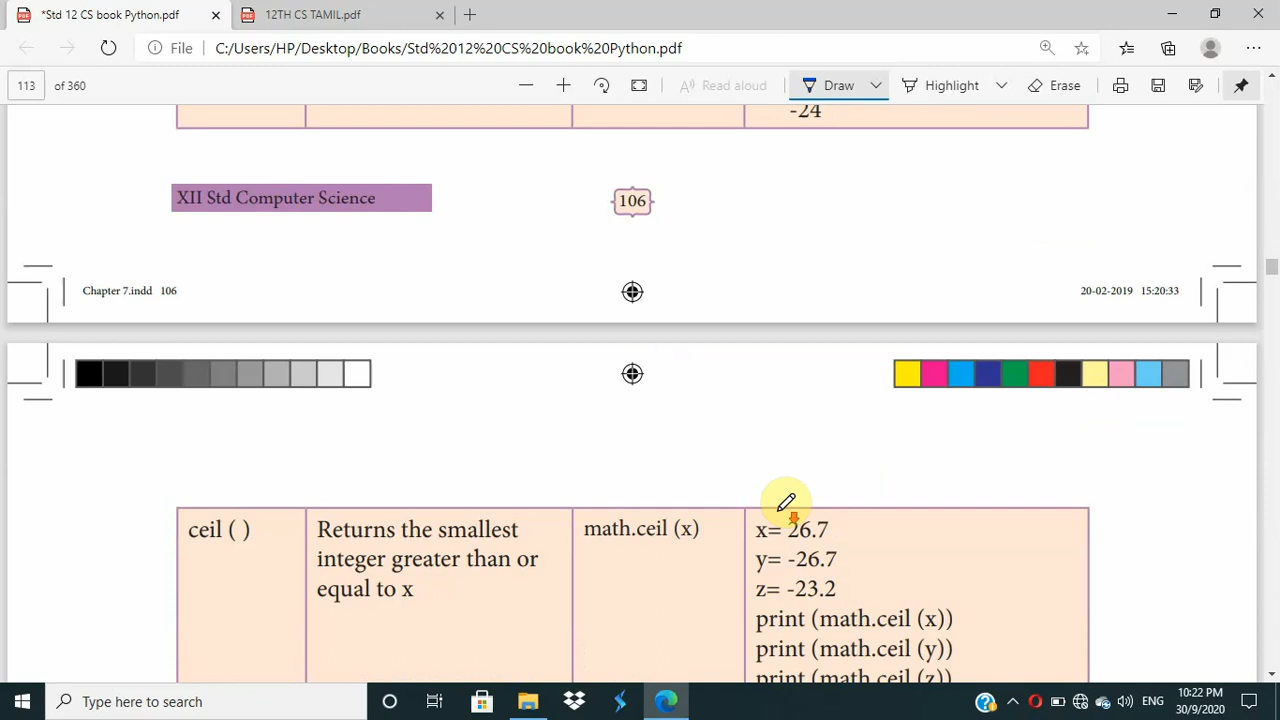 *Std 12 CS book Python.pdf
12TH CS TAMIL.pdf
File
C:/Users/HP/Desktop/Books/Std%2012%20CS%20book%20Python.pdf
113 of 360
Read aloud
Draw
Highlight
Erase
-24
XII Std Computer Science
106
Chapter 7.indd 106
20-02-2019 15:20:33
ceil ( )
Returns the smallest
integer greater than or
equal to x
math.ceil (x)
x= 26.7
y= -26.7
z= -23.2
print (math.ceil (x))
print (math.ceil (y))
print (math.ceil (z))
Type here to search
ENG
10:22 PM
30/9/2020